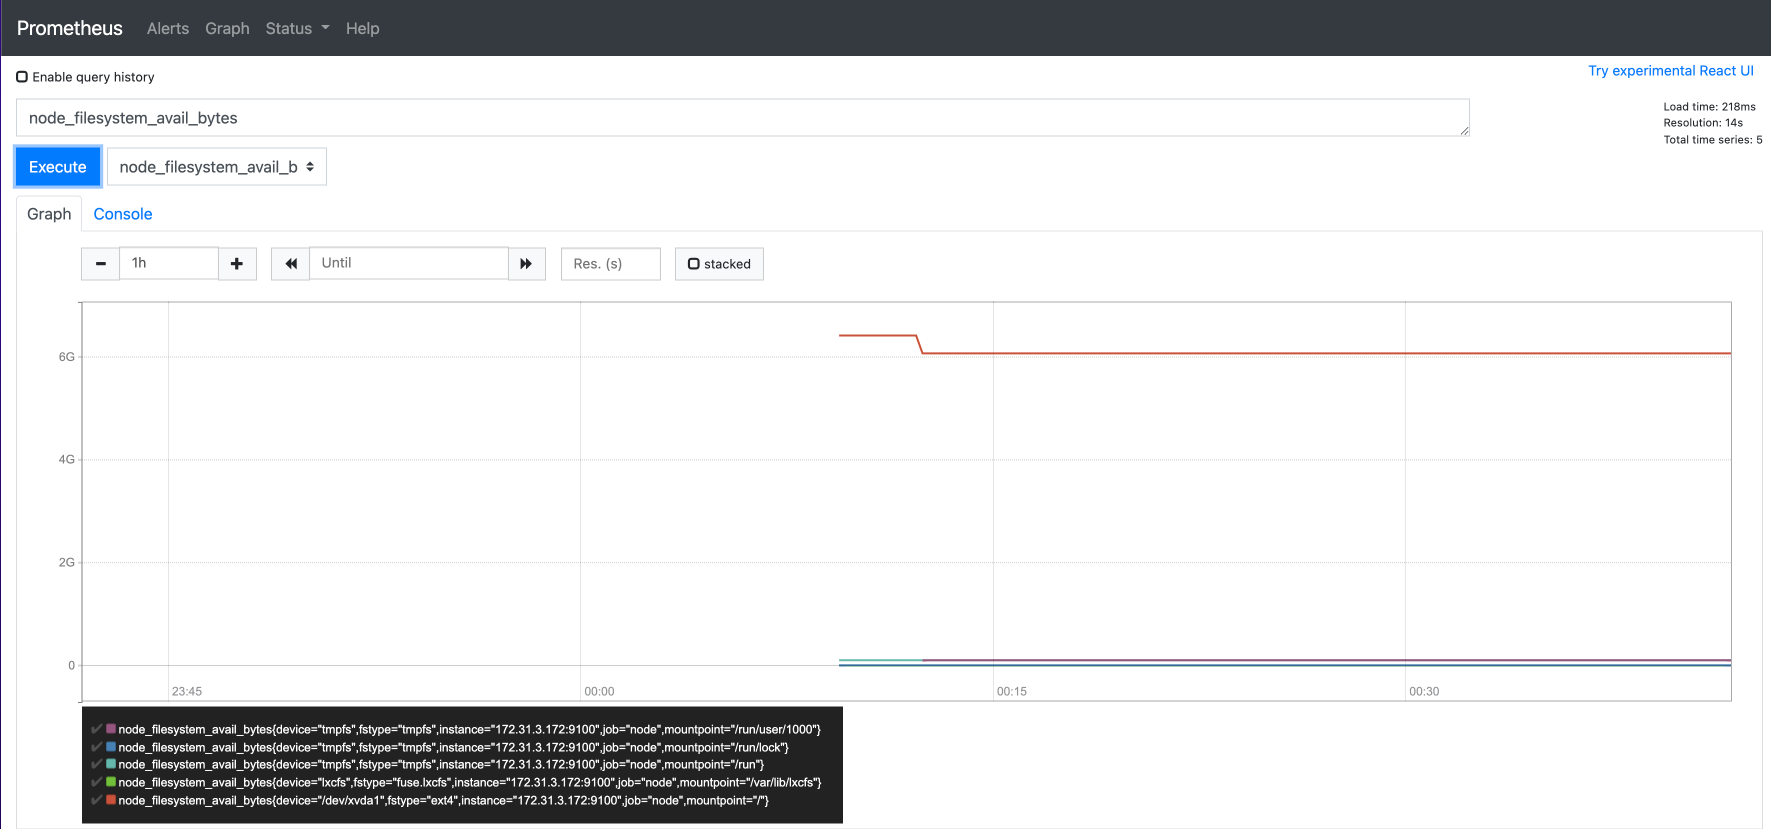 Prometheus Alerts Graph Status Help
Enable query history
Try experimental React UI
node_filesystem_avail_bytes
Load time: 218ms
Resolution: 14s
Total time series: 5
Execute node_filesystem_avail_b
Graph Console
1h Until Res. (s) stacked
6G
4G
2G
0
23:45 00:00 00:15 00:30
node_filesystem_avail_bytes{device="tmpfs",fstype="tmpfs",instance="172.31.3.172:9100",job="node",mountpoint="/run/user/1000"}
node_filesystem_avail_bytes{device="tmpfs",fstype="tmpfs",instance="172.31.3.172:9100",job="node",mountpoint="/run/lock"}
node_filesystem_avail_bytes{device="tmpfs",fstype="tmpfs",instance="172.31.3.172:9100",job="node",mountpoint="/run"}
node_filesystem_avail_bytes{device="lxcfs",fstype="fuse.lxcfs",instance="172.31.3.172:9100",job="node",mountpoint="/var/lib/lxcfs"}
node_filesystem_avail_bytes{device="/dev/xvda1",fstype="ext4",instance="172.31.3.172:9100",job="node",mountpoint="/"}